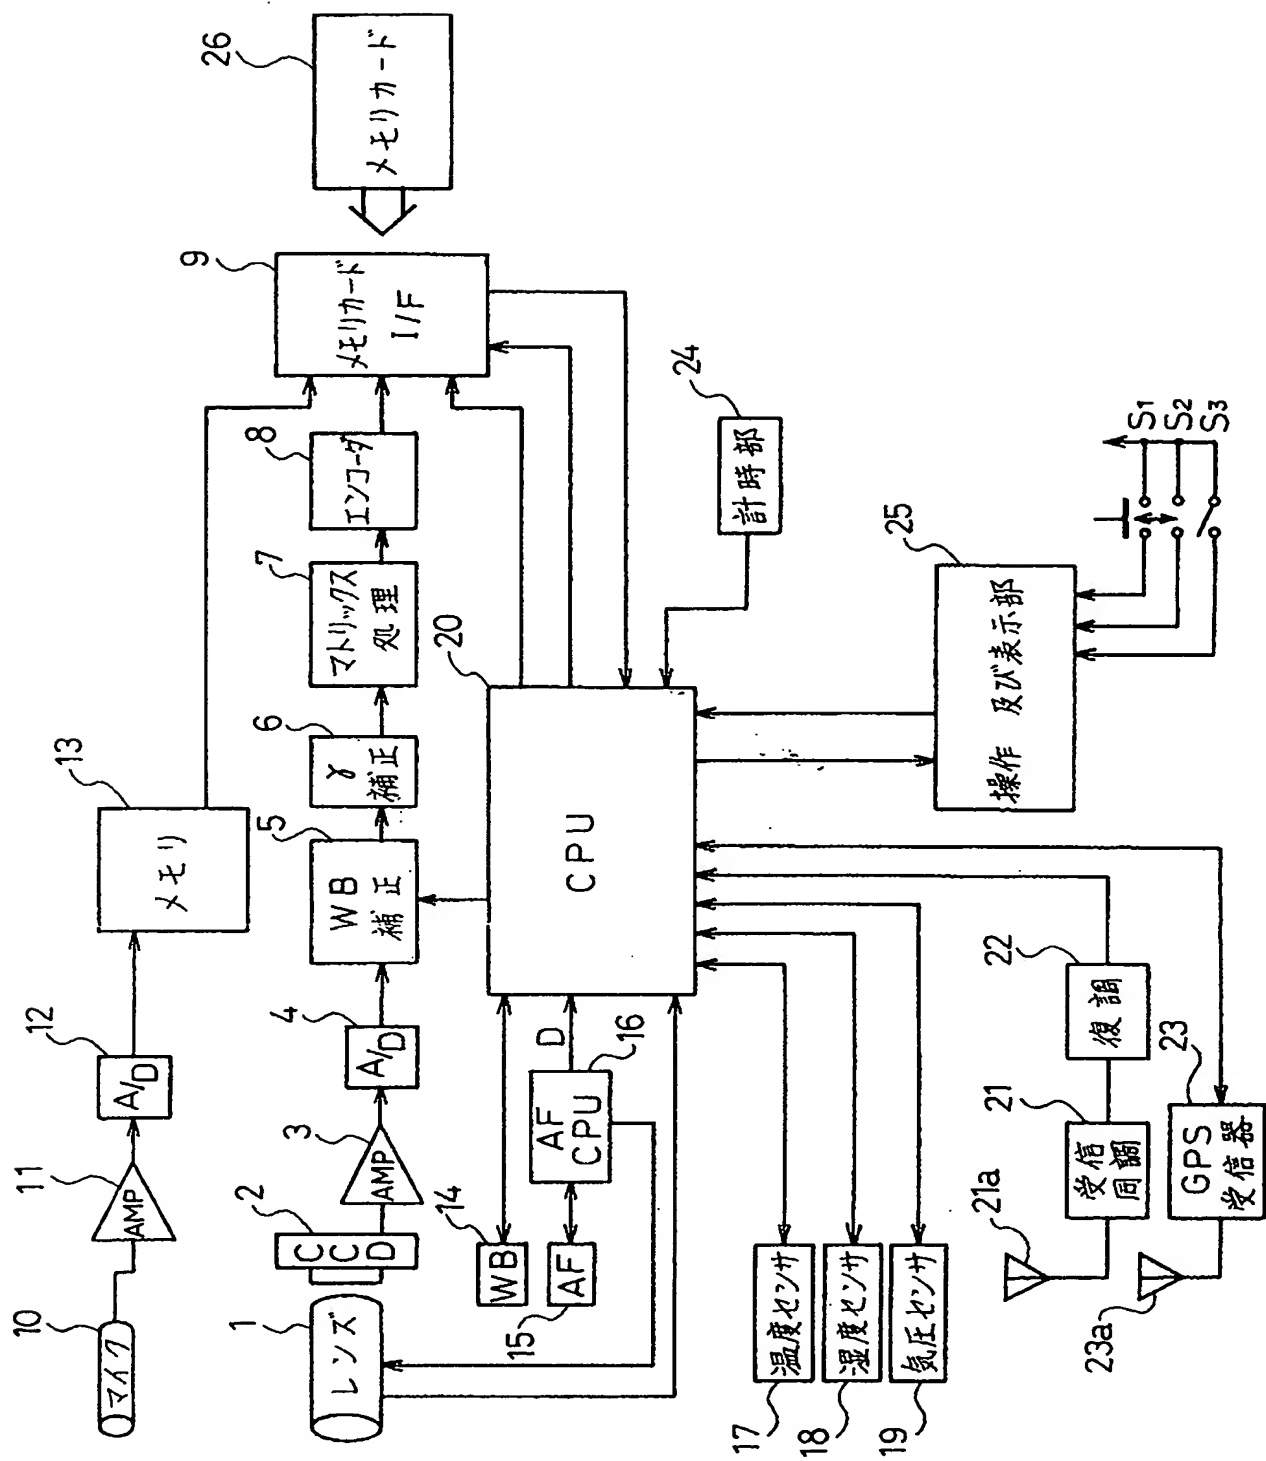 10
マイク
11
AMP
12
A/D
13
メモリ
1
レンズ
2
CCD
3
AMP
4
A/D
5
WB
補正
6
γ
補正
7
マトリックス
処理
8
エンコーダ
9
メモリカード
I/F
26
メモリカード
14
WB
15
AF
16
AF
CPU
D
20
CPU
24
計時部
17
温度センサ
18
湿度センサ
19
気圧センサ
21a
21
受信
同調
22
復調
23a
23
GPS
受信器
25
操作 及び表示部
S1
S2
S3